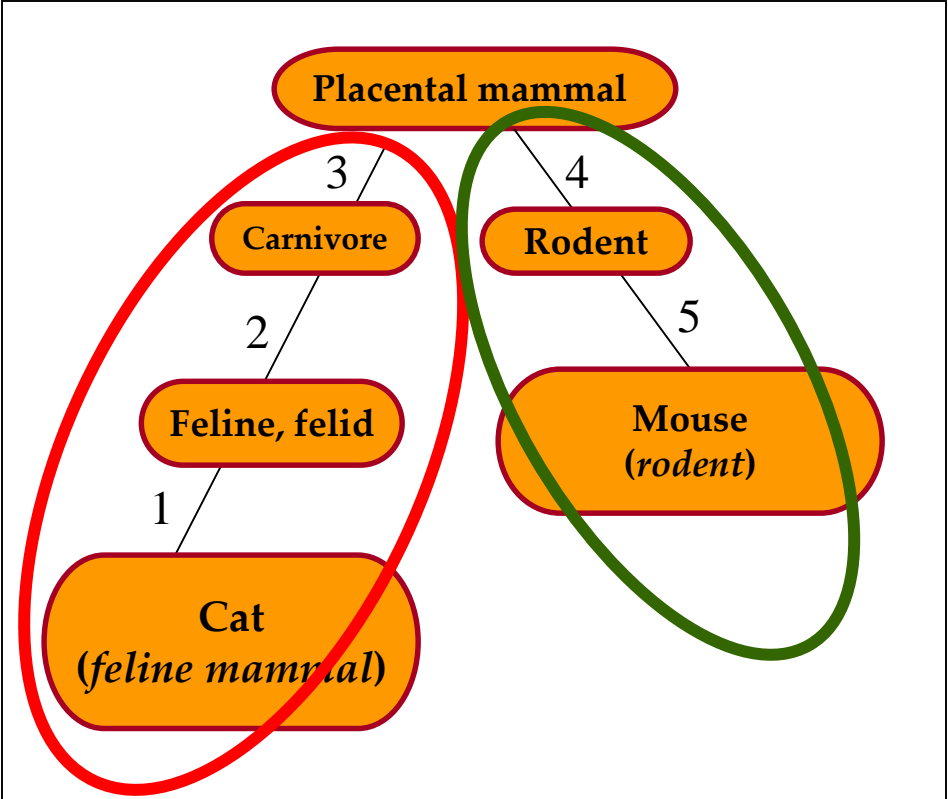 Placental mammal
3
4
Carnivore
Rodent
2
5
Feline, felid
Mouse
(rodent)
1
Cat
(feline mammal)